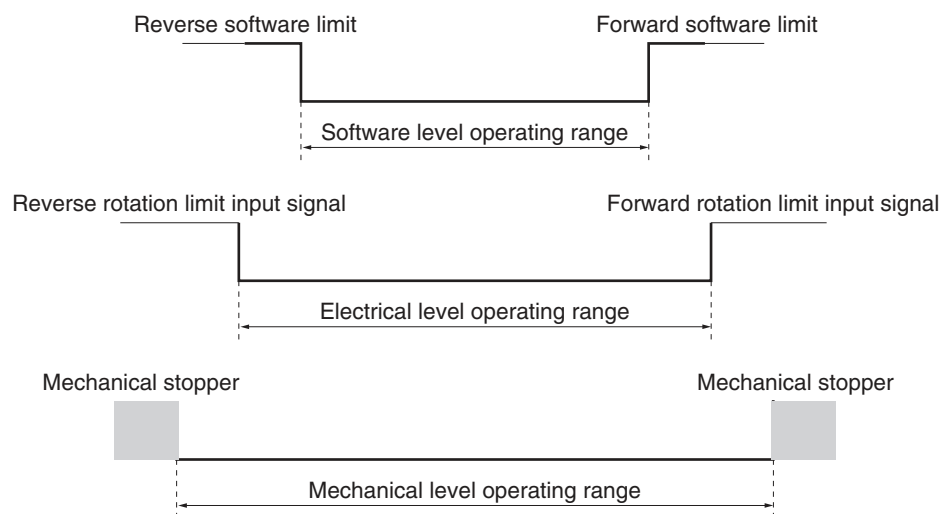 Reverse software limit
Forward software limit
Software level operating range
Reverse rotation limit input signal
Forward rotation limit input signal
Electrical level operating range
Mechanical stopper
Mechanical stopper
Mechanical level operating range